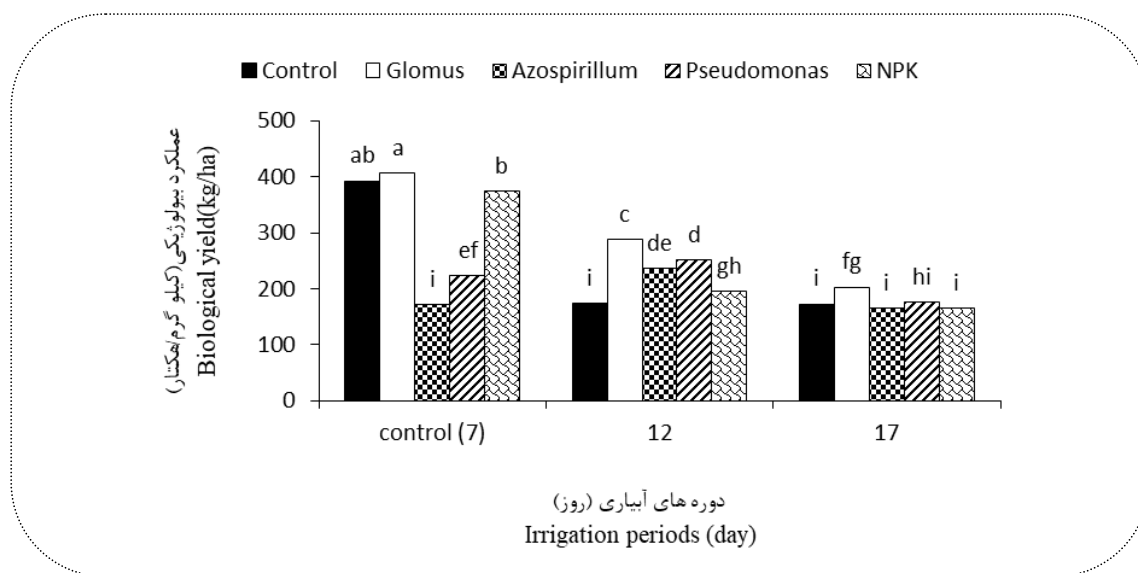 Control Glomus Azospirillum Pseudomonas NPK
عملکرد بیولوژیکی(کیلو گرم/هکتار)
Biological yield(kg/ha)
500
400
300
200
100
0
ab a i ef b
i c de d gh
i fg i hi i
control (7) 12 17
دوره های آبیاری (روز)
Irrigation periods (day)